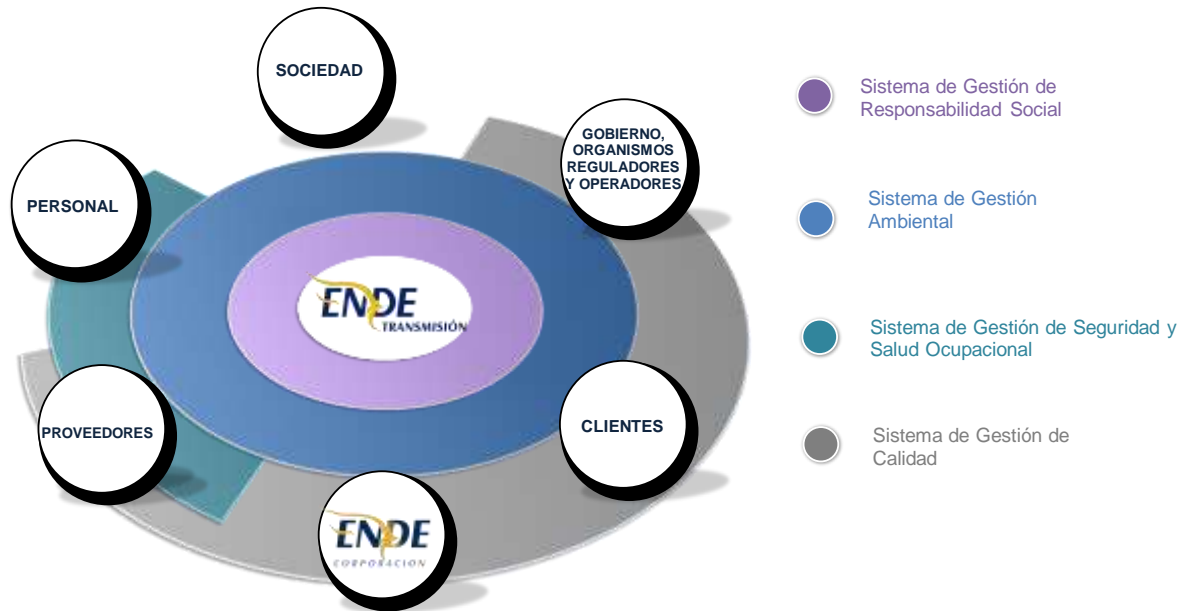 SOCIEDAD
GOBIERNO,
ORGANISMOS
REGULADORES
Y OPERADORES
PERSONAL
ENDE
TRANSMISIÓN
PROVEEDORES
CLIENTES
ENDE
CORPORACION
Sistema de Gestión de
Responsabilidad Social
Sistema de Gestión
Ambiental
Sistema de Gestión de Seguridad y
Salud Ocupacional
Sistema de Gestión de
Calidad